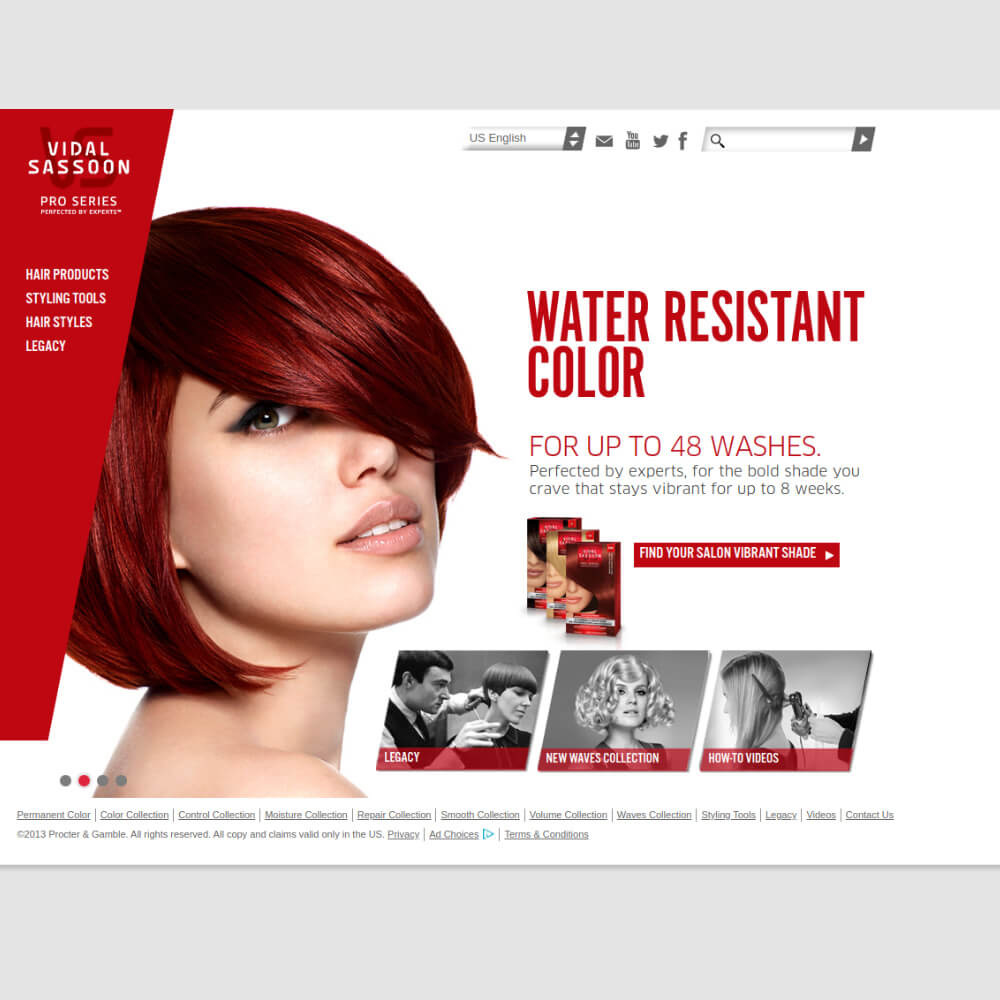 VIDAL
SASSOON
PRO SERIES
PERFECTED BY EXPERTS™
US English
You
Tube
HAIR PRODUCTS
STYLING TOOLS
HAIR STYLES
LEGACY
WATER RESISTANT
COLOR
FOR UP TO 48 WASHES.
Perfected by experts, for the bold shade you
crave that stays vibrant for up to 8 weeks.
VIDAL
SASSOON
FIND YOUR SALON VIBRANT SHADE
LEGACY
NEW WAVES COLLECTION
HOW-TO VIDEOS
Permanent Color | Color Collection | Control Collection | Moisture Collection | Repair Collection | Smooth Collection | Volume Collection | Waves Collection | Styling Tools | Legacy | Videos | Contact Us
©2013 Procter & Gamble. All rights reserved. All copy and claims valid only in the US. Privacy | Ad Choices | Terms & Conditions